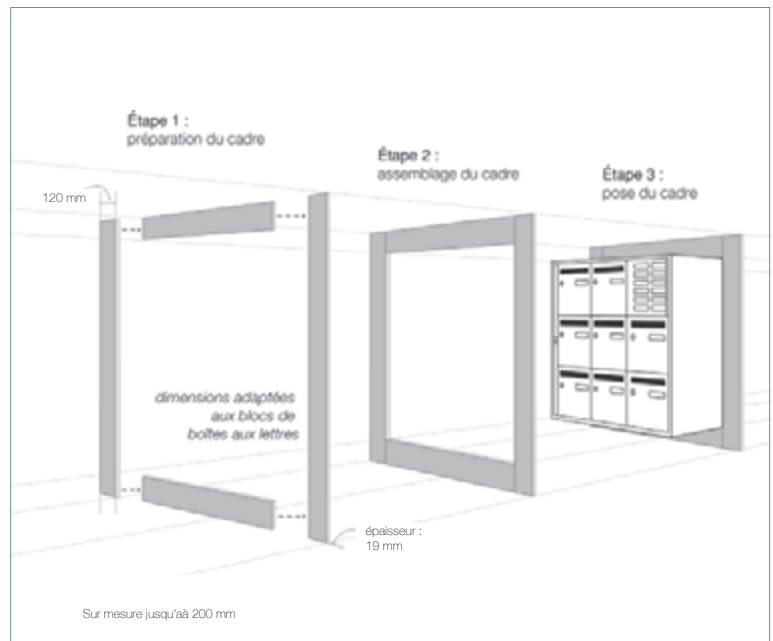 Étape 1 :
préparation du cadre
Étape 2 :
assemblage du cadre
Étape 3 :
pose du cadre
120 mm
dimensions adaptées
aux blocs de
boîtes aux lettres
épaisseur :
19 mm
Sur mesure jusqu'aà 200 mm